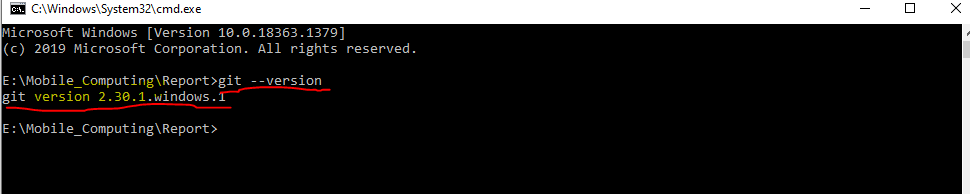 C:\Windows\System32\cmd.exe
Microsoft Windows [Version 10.0.18363.1379]
(c) 2019 Microsoft Corporation. All rights reserved.
E:\Mobile_Computing\Report>git --version
git version 2.30.1.windows.1
E:\Mobile_Computing\Report>